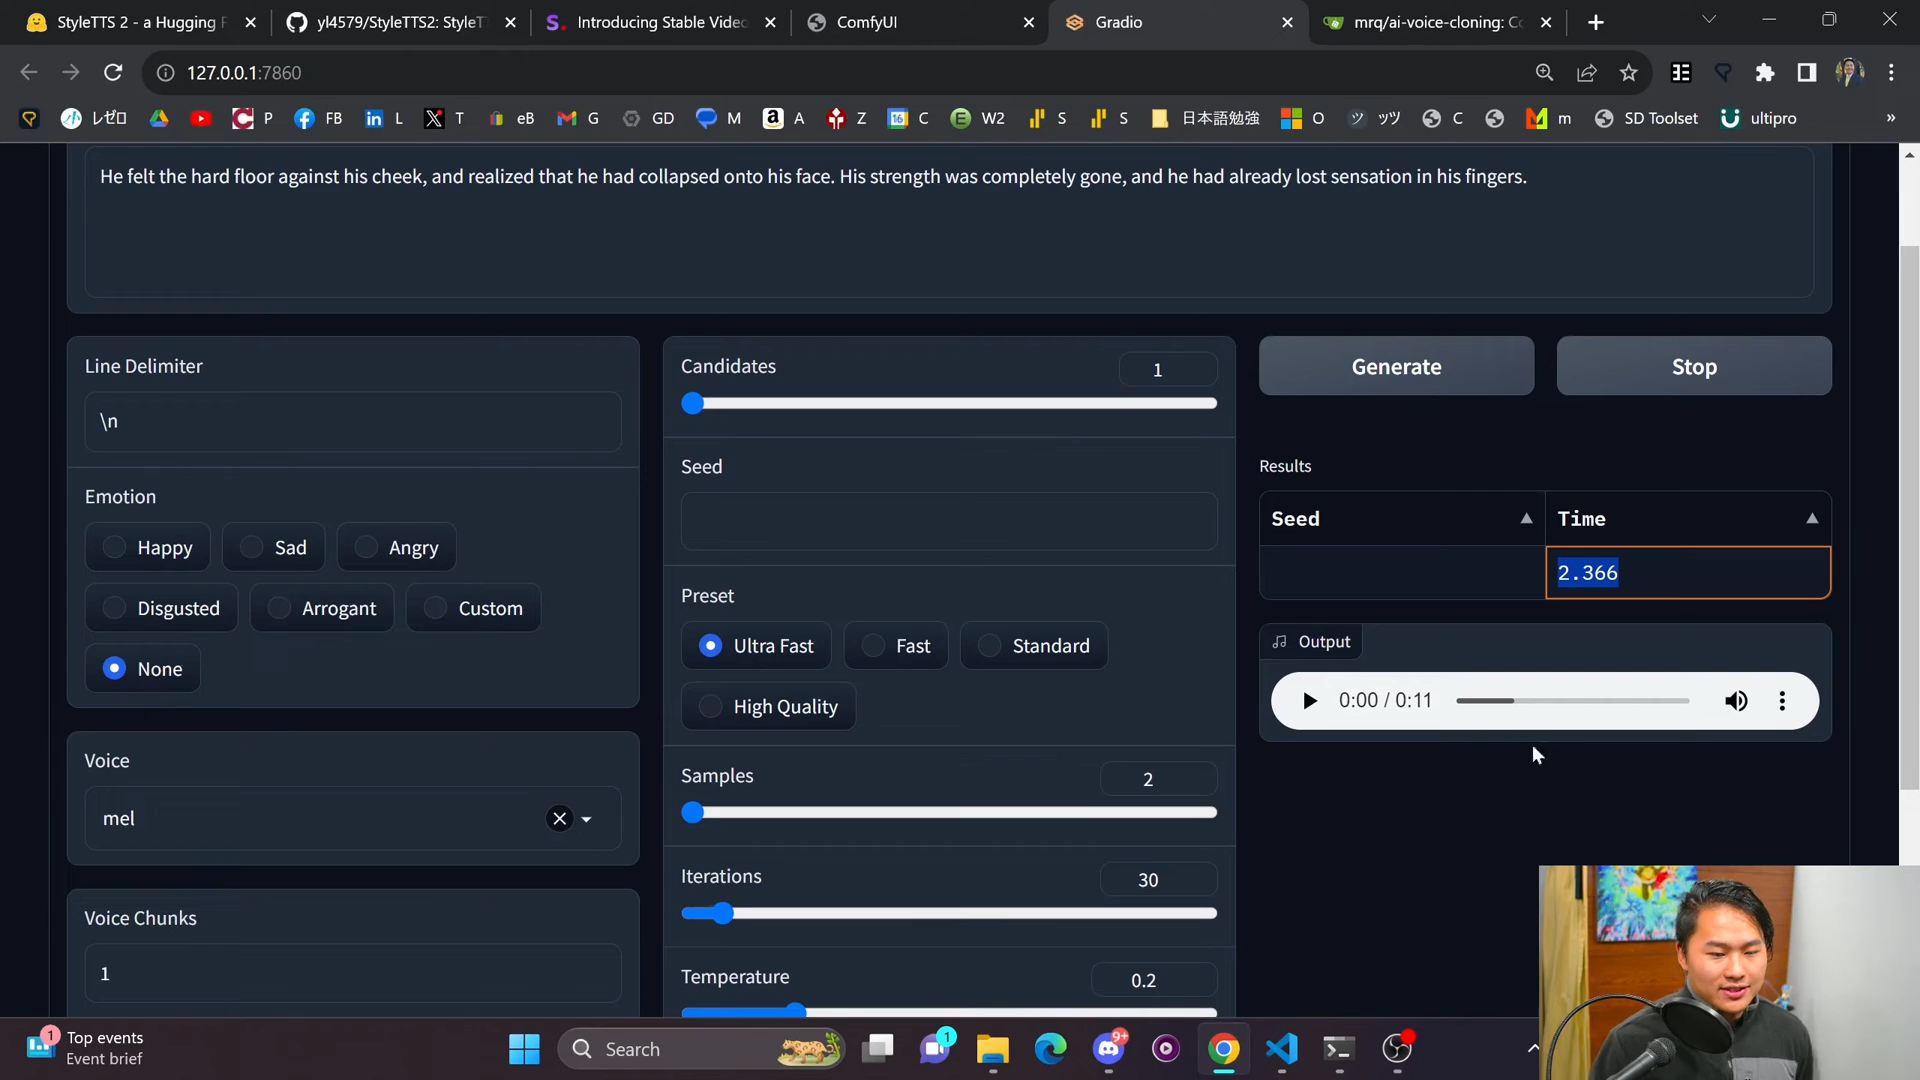 StyleTTS 2 - a Hugging F
yl4579/StyleTTS2: StyleT
S. Introducing Stable Video
ComfyUI
Gradio
mrq/ai-voice-cloning: Co
127.0.0.1:7860
レゼロ
P
FB
L
T
eB
G
GD
M
A
Z
C
W2
S
S
日本語勉強
O
ッツ
C
m
SD Toolset
ultipro
»
He felt the hard floor against his cheek, and realized that he had collapsed onto his face. His strength was completely gone, and he had already lost sensation in his fingers.
Line Delimiter
\n
Emotion
Happy
Sad
Angry
Disgusted
Arrogant
Custom
None
Voice
mel
Voice Chunks
1
Candidates
1
Seed
Preset
Ultra Fast
Fast
Standard
High Quality
Samples
2
Iterations
30
Temperature
0.2
Generate
Stop
Results
Seed
Time
2.366
Output
0:00 / 0:11
1
Top events
Event brief
Search
1
9+